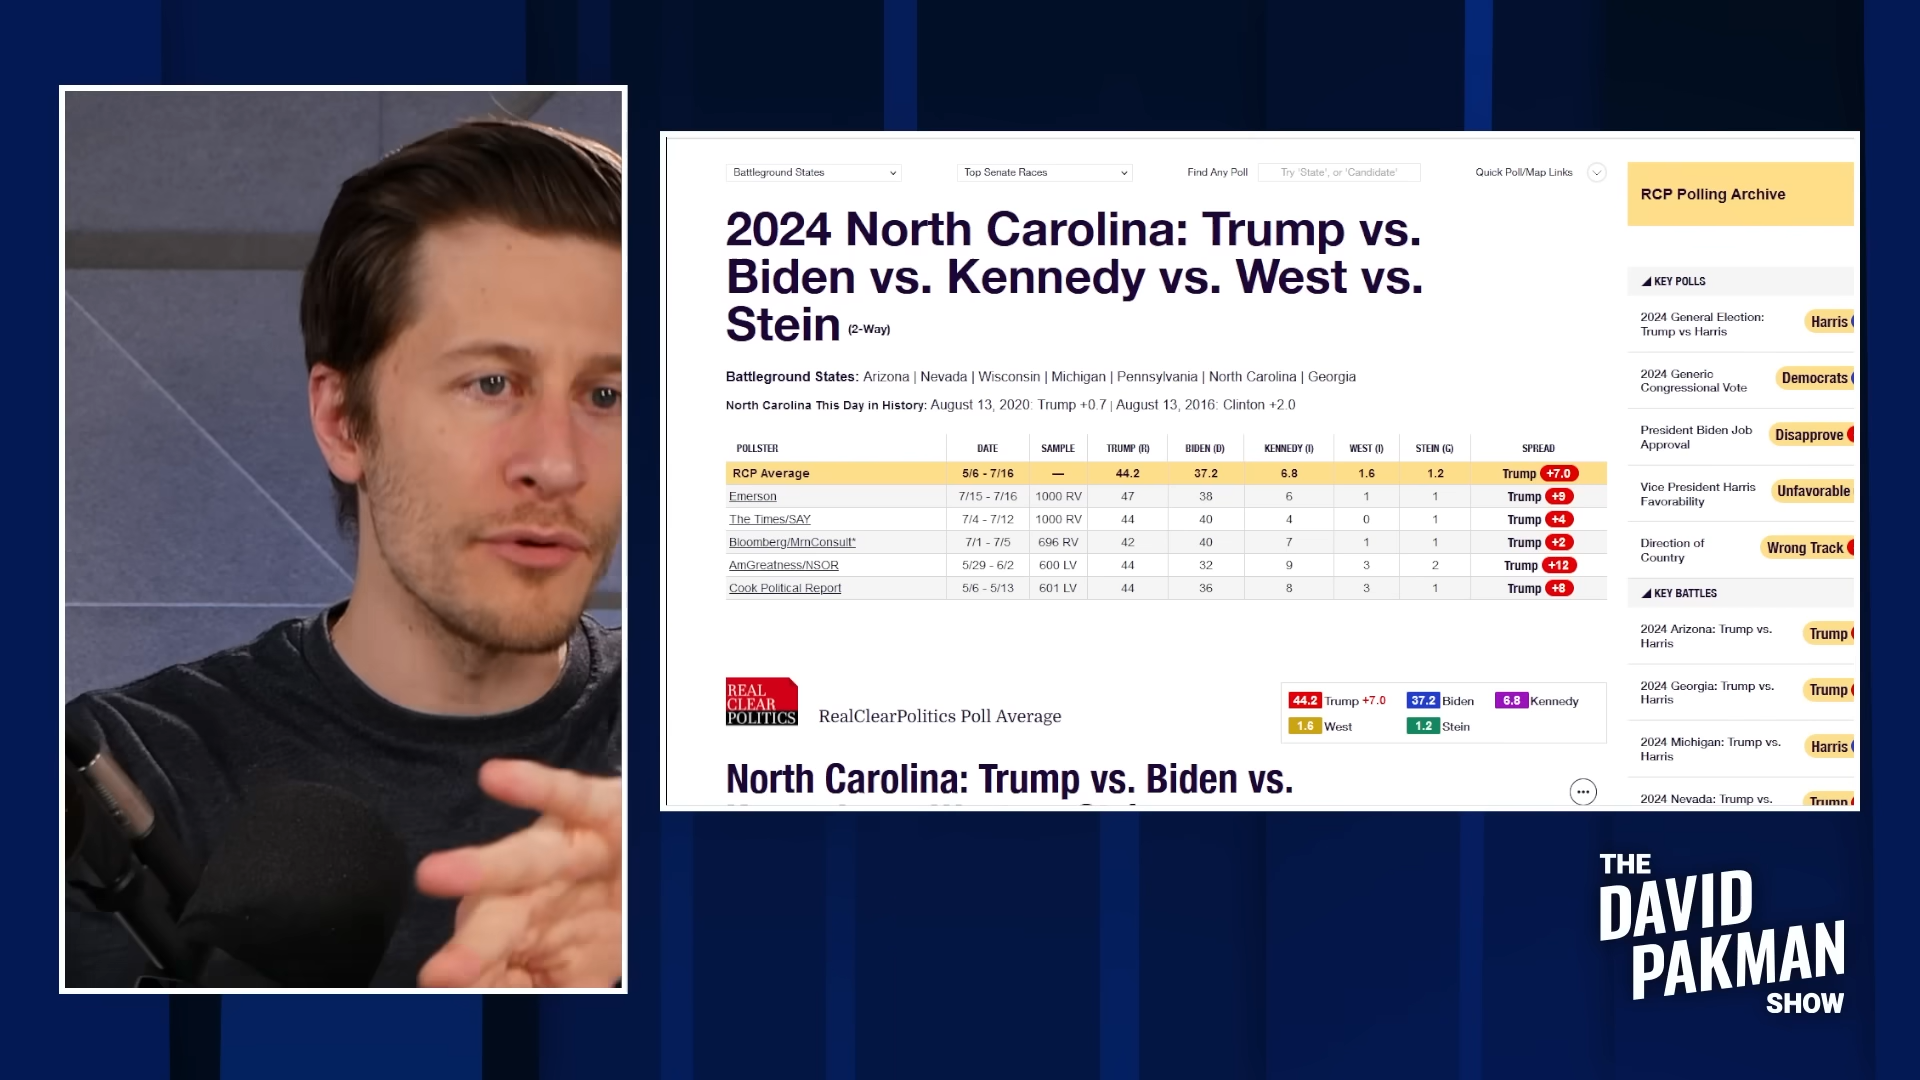 Battleground States
Top Senate Races
Find Any Poll
Try 'State', or 'Candidate'
Quick Poll/Map Links
2024 North Carolina: Trump vs.
Biden vs. Kennedy vs. West vs.
Stein (2-Way)
Battleground States: Arizona | Nevada | Wisconsin | Michigan | Pennsylvania | North Carolina | Georgia
North Carolina This Day in History: August 13, 2020: Trump +0.7 | August 13, 2016: Clinton +2.0
POLLSTER DATE SAMPLE TRUMP (R) BIDEN (D) KENNEDY (I) WEST (I) STEIN (G) SPREAD
RCP Average 5/6 - 7/16 — 44.2 37.2 6.8 1.6 1.2 Trump +7.0
Emerson 7/15 - 7/16 1000 RV 47 38 6 1 1 Trump +9
The Times/SAY 7/4 - 7/12 1000 RV 44 40 4 0 1 Trump +4
Bloomberg/MrnConsult* 7/1 - 7/5 696 RV 42 40 7 1 1 Trump +2
AmGreatness/NSOR 5/29 - 6/2 600 LV 44 32 9 3 2 Trump +12
Cook Political Report 5/6 - 5/13 601 LV 44 36 8 3 1 Trump +8
REAL
CLEAR
POLITICS
RealClearPolitics Poll Average
44.2 Trump +7.0 37.2 Biden 6.8 Kennedy
1.6 West 1.2 Stein
North Carolina: Trump vs. Biden vs.
RCP Polling Archive
KEY POLLS
2024 General Election:
Trump vs Harris
Harris
2024 Generic
Congressional Vote
Democrats
President Biden Job
Approval
Disapprove
Vice President Harris
Favorability
Unfavorable
Direction of
Country
Wrong Track
KEY BATTLES
2024 Arizona: Trump vs.
Harris
Trump
2024 Georgia: Trump vs.
Harris
Trump
2024 Michigan: Trump vs.
Harris
Harris
2024 Nevada: Trump vs.
Trump
THE
DAVID
PAKMAN
SHOW